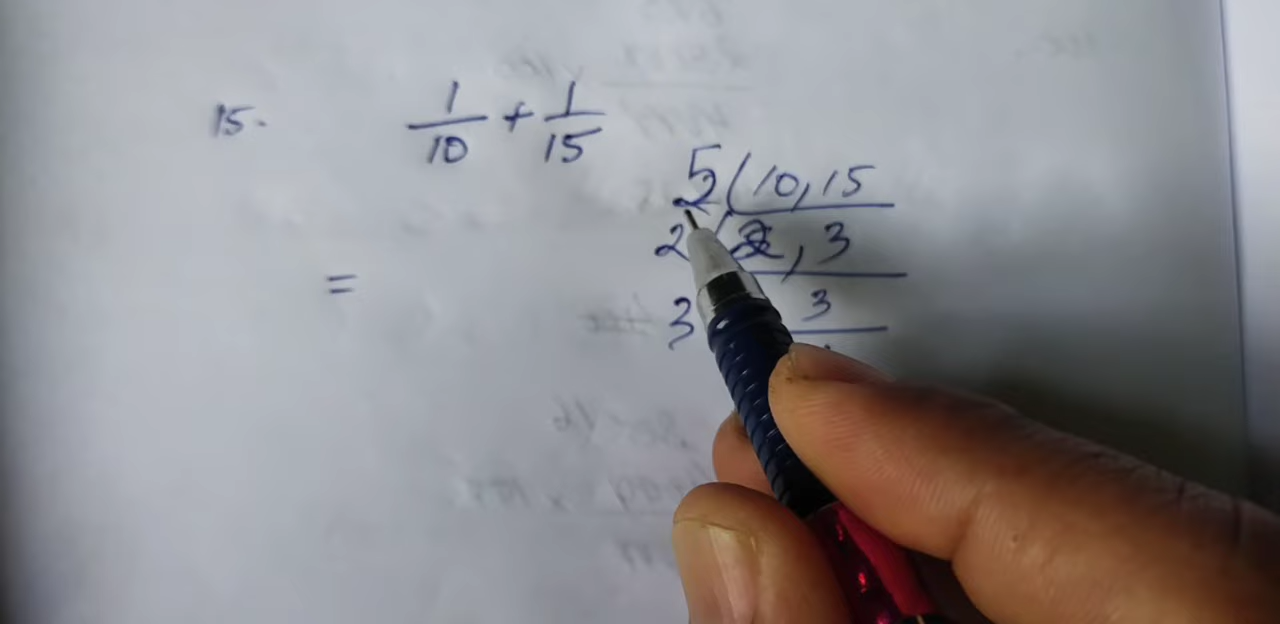 15. 1/10 + 1/15
5(10, 15
2(2, 3
=
3 3